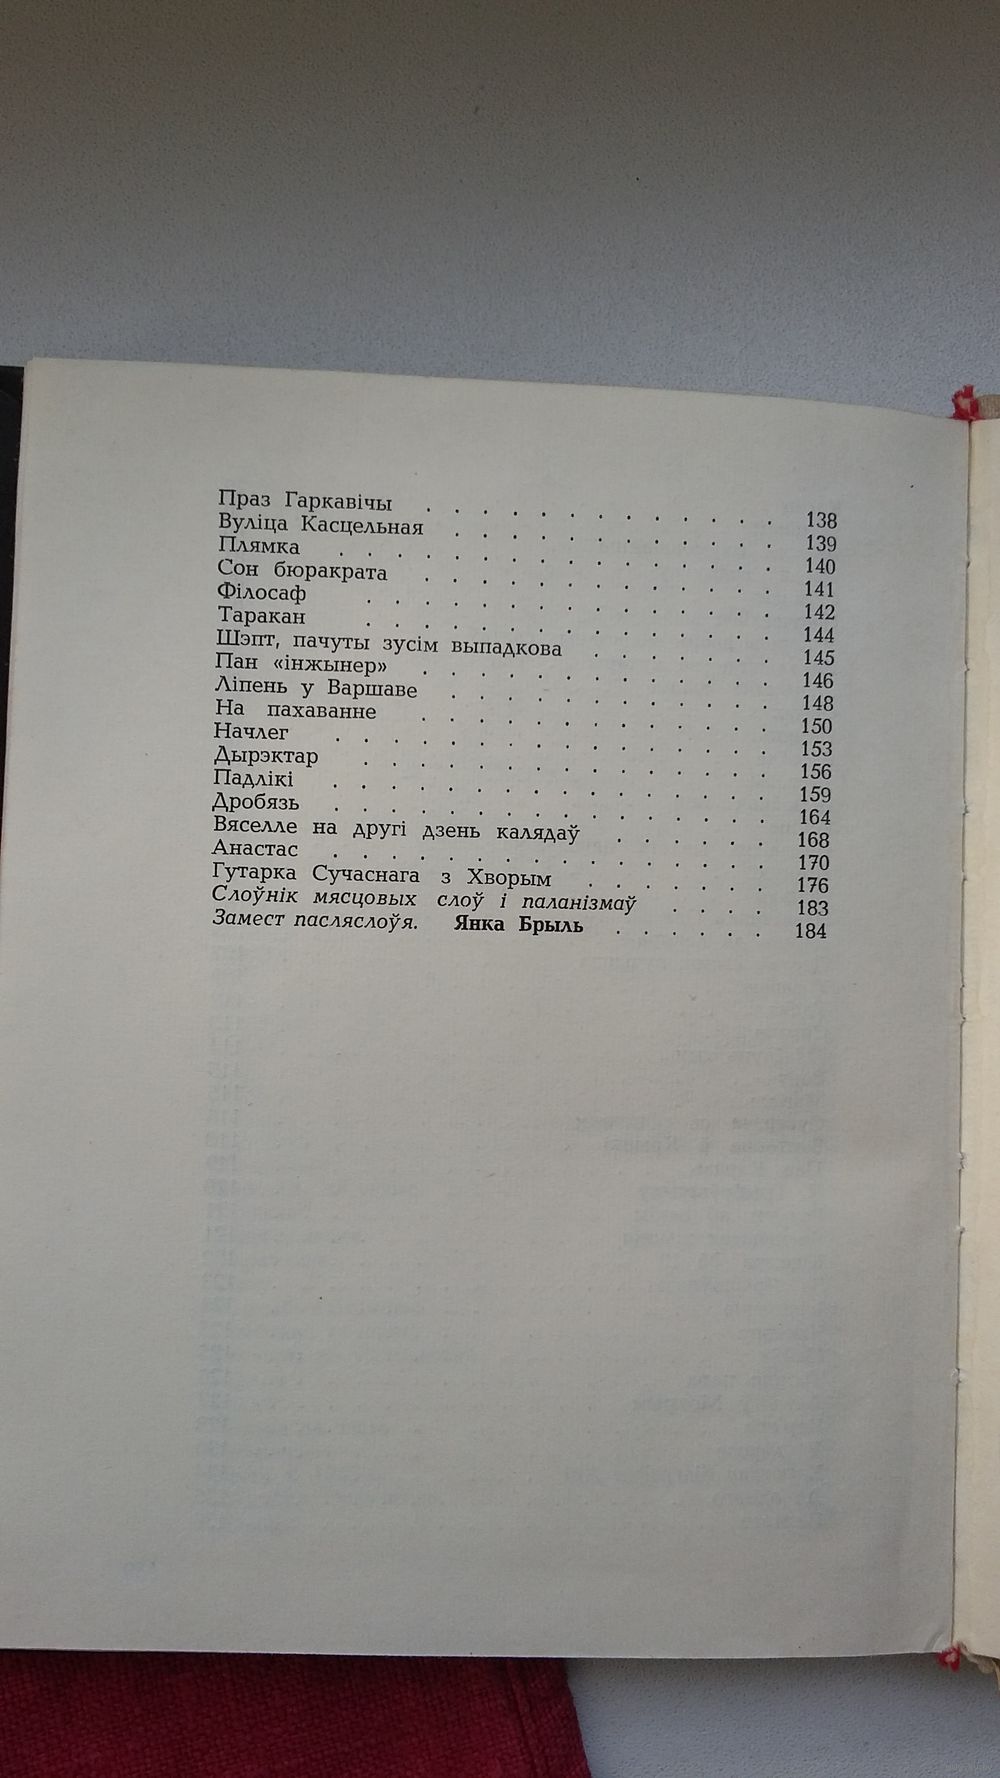 Праз Гаркавічы . . . . . . . . . . . . . 138
Вуліца Касцельная . . . . . . . . . . . . 139
Плямка . . . . . . . . . . . . . . . . 140
Сон бюракрата . . . . . . . . . . . . . 141
Філосаф . . . . . . . . . . . . . . . 142
Таракан . . . . . . . . . . . . . . . 144
Шэпт, пачуты зусім выпадкова . . . . . . . 145
Пан «інжынер» . . . . . . . . . . . . . 146
Ліпень у Варшаве . . . . . . . . . . . . 148
На пахаванне . . . . . . . . . . . . . 150
Начлег . . . . . . . . . . . . . . . . 153
Дырэктар . . . . . . . . . . . . . . . 156
Падлікі . . . . . . . . . . . . . . . . 159
Дробязь . . . . . . . . . . . . . . . . 164
Вяселле на другі дзень калядаў . . . . . . 168
Анастас . . . . . . . . . . . . . . . . 170
Гутарка Сучаснага з Хворым . . . . . . . 176
Слоўнік мясцовых слоў і паланізмаў . . . . 183
Замест пасляслоўя. Янка Брыль . . . . . . 184